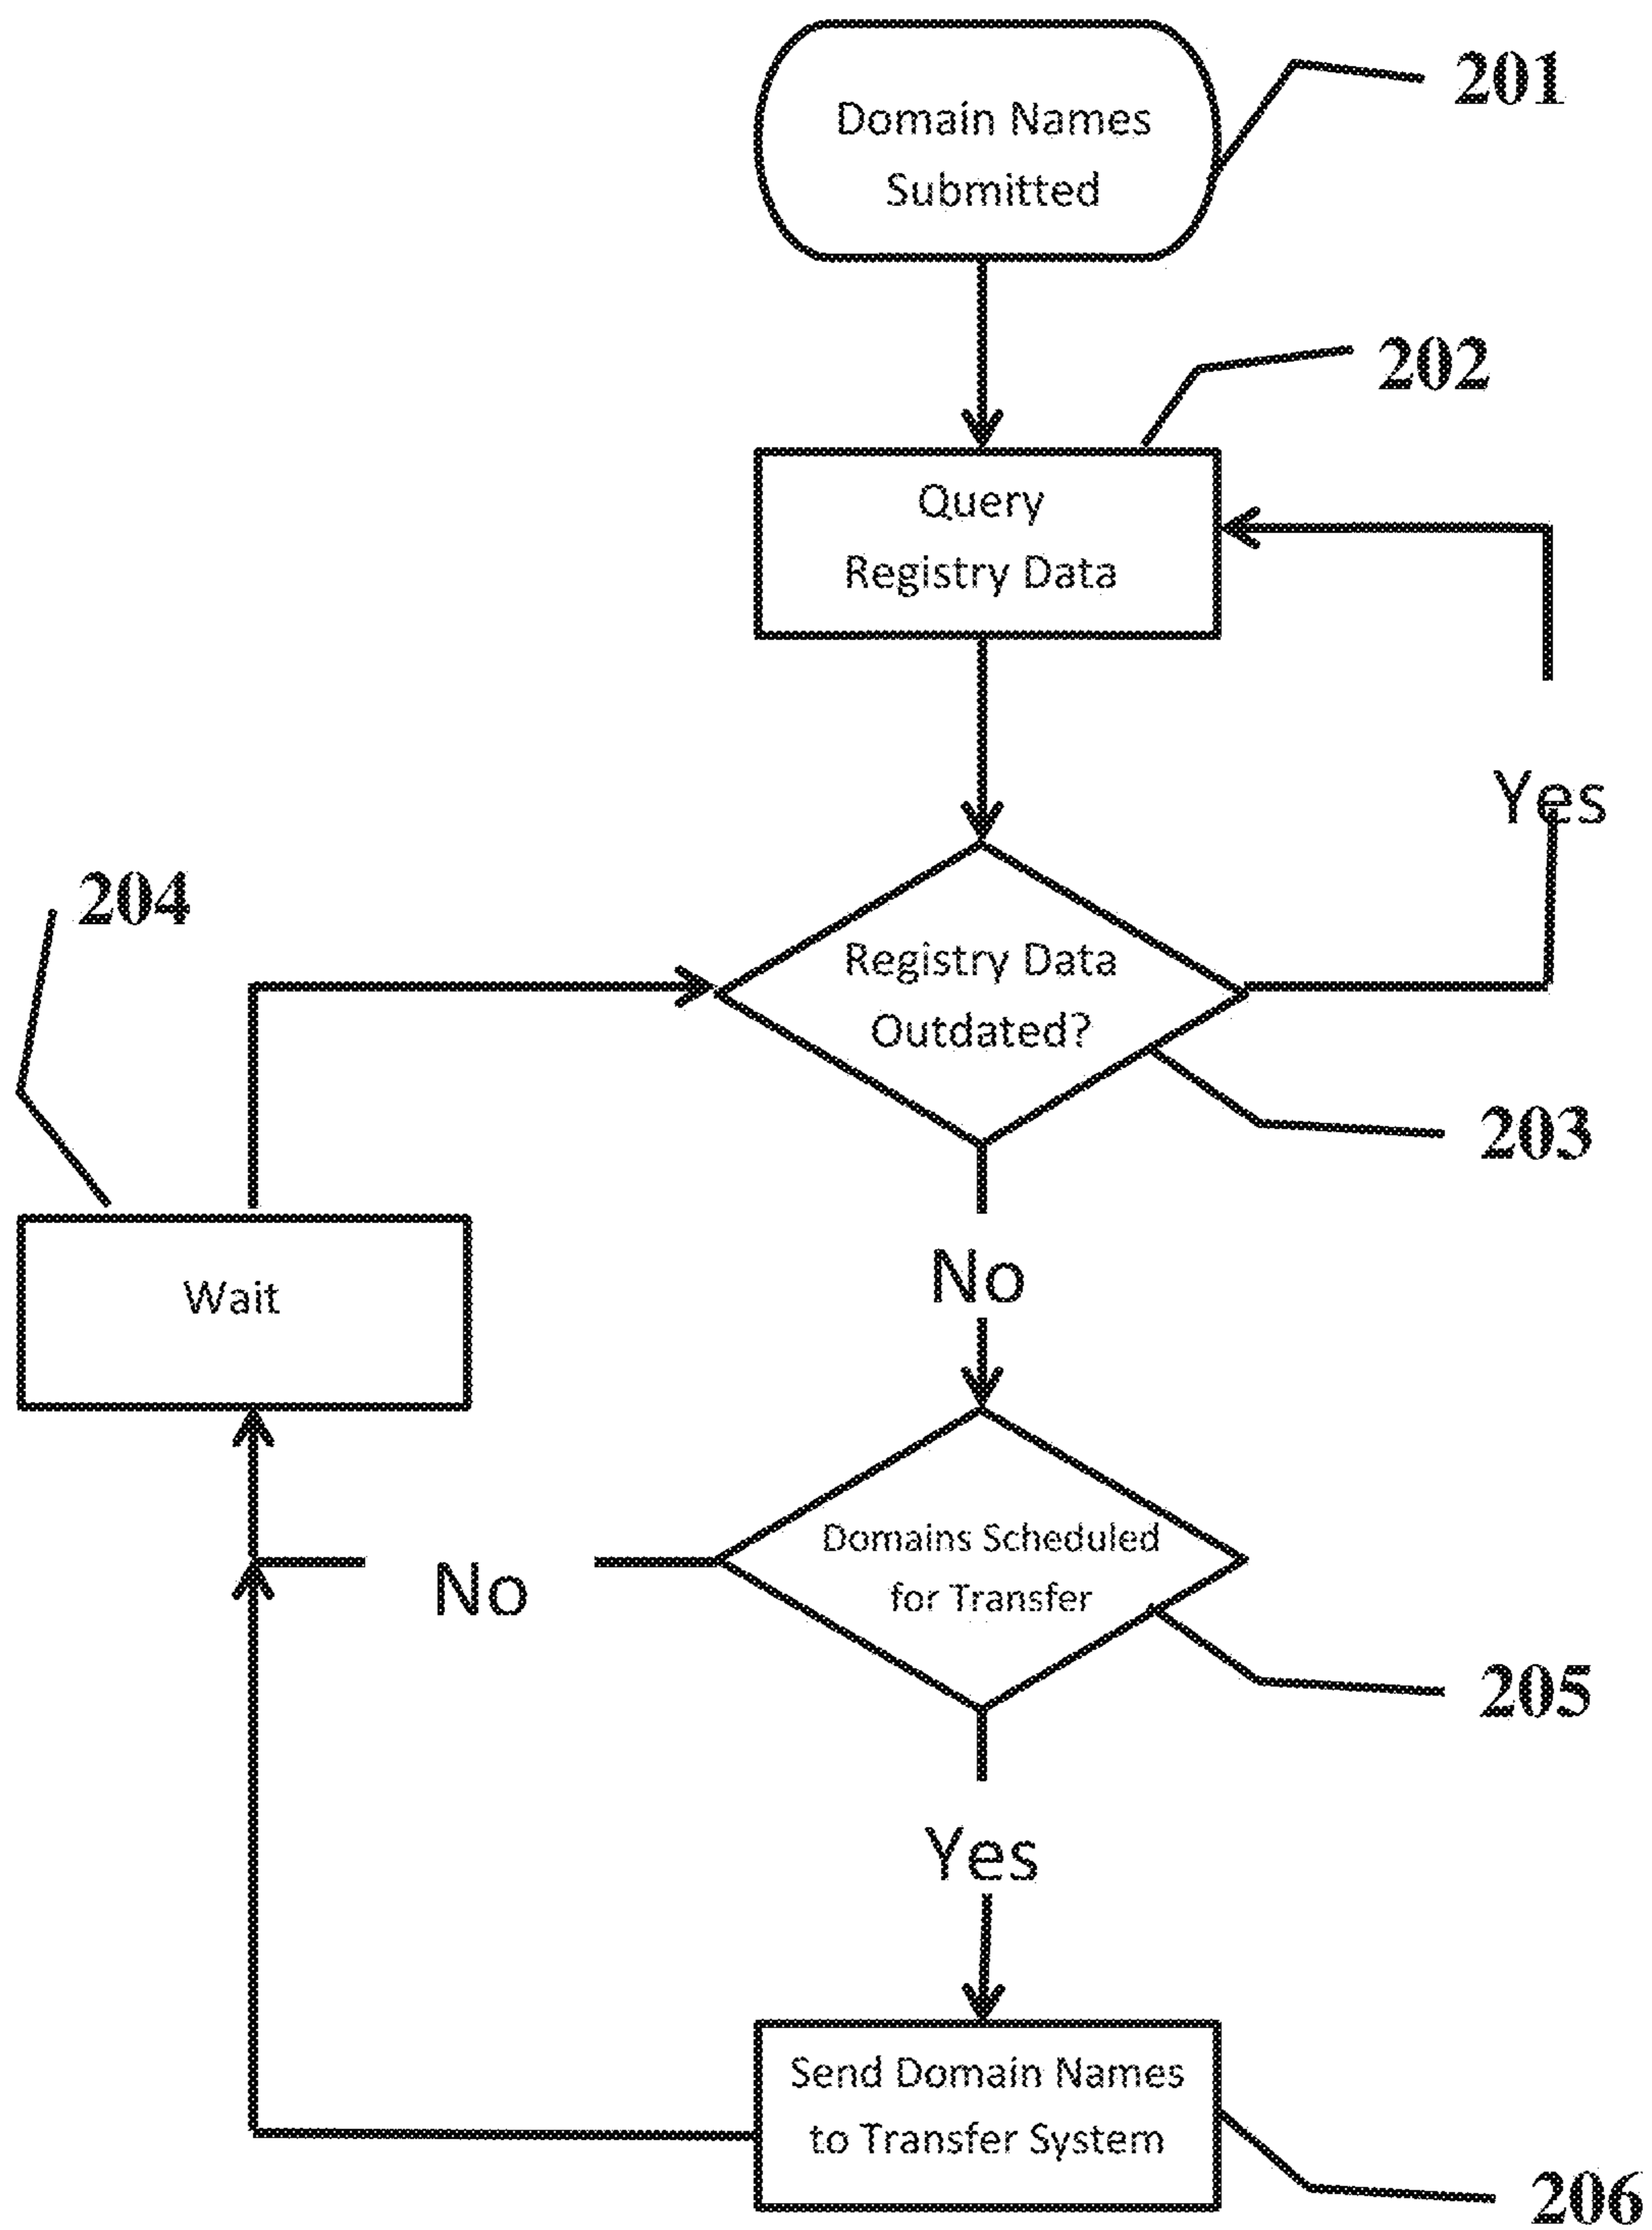 Domain Names
Submitted
201
202
Query
Registry Data
Yes
204
Registry Data
Outdated?
203
No
Wait
Domains Scheduled
for Transfer
No
205
Yes
Send Domain Names
to Transfer System
206